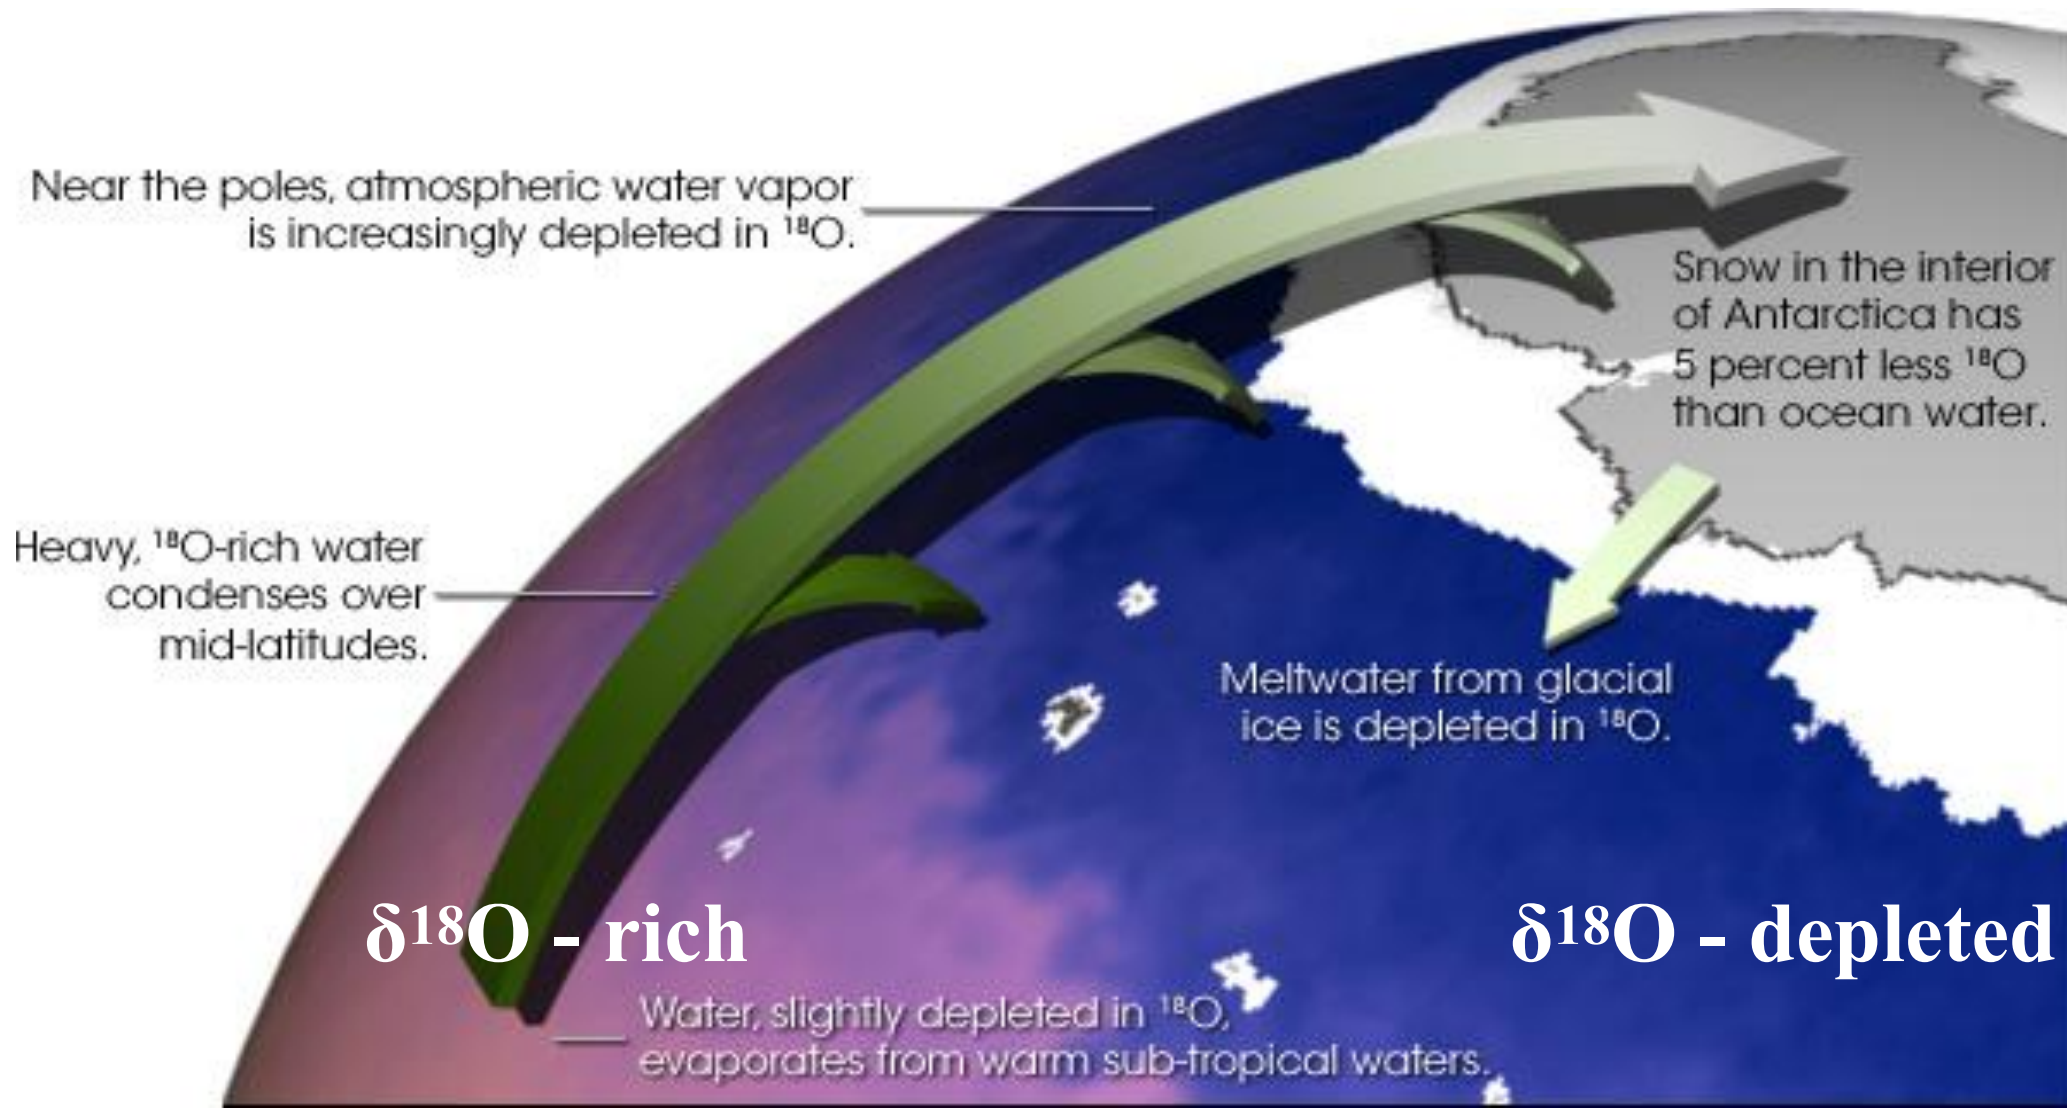 Near the poles, atmospheric water vapor
is increasingly depleted in ¹⁸O.
Snow in the interior
of Antarctica has
5 percent less ¹⁸O
than ocean water.
Heavy, ¹⁸O-rich water
condenses over
mid-latitudes.
Meltwater from glacial
ice is depleted in ¹⁸O.
δ¹⁸O - rich
δ¹⁸O - depleted
Water, slightly depleted in ¹⁸O,
evaporates from warm sub-tropical waters.